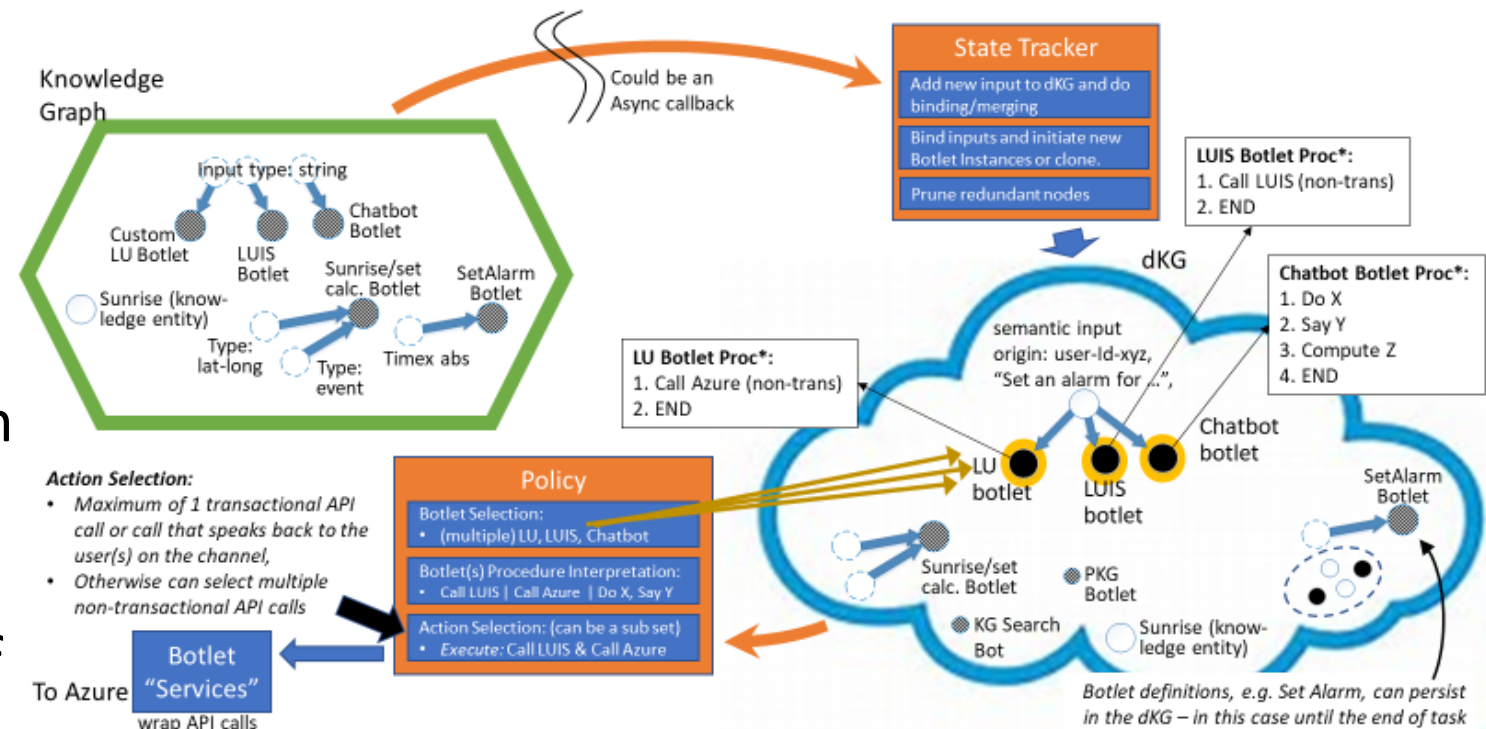 Knowledge
Graph
Input type: string
Custom
LU Botlet
LUIS
Botlet
Chatbot
Botlet
Sunrise/set
calc. Botlet
SetAlarm
Botlet
Sunrise (know-
ledge entity)
Type:
lat-long
Type:
event
Timex abs
Could be an
Async callback
State Tracker
Add new input to dKG and do
binding/merging
Bind inputs and initiate new
Botlet Instances or clone.
Prune redundant nodes
LUIS Botlet Proc*:
1. Call LUIS (non-trans)
2. END
dKG
Chatbot Botlet Proc*:
1. Do X
2. Say Y
3. Compute Z
4. END
semantic input
origin: user-Id-xyz,
“Set an alarm for …”,
LU Botlet Proc*:
1. Call Azure (non-trans)
2. END
LU
botlet
LUIS
botlet
Chatbot
botlet
SetAlarm
Botlet
Sunrise/set
calc. Botlet
PKG
Botlet
KG Search
Bot
Sunrise (know-
ledge entity)
Botlet definitions, e.g. Set Alarm, can persist
in the dKG – in this case until the end of task
Action Selection:
• Maximum of 1 transactional API
call or call that speaks back to the
user(s) on the channel,
• Otherwise can select multiple
non-transactional API calls
Policy
Botlet Selection:
• (multiple) LU, LUIS, Chatbot
Botlet(s) Procedure Interpretation:
• Call LUIS | Call Azure | Do X, Say Y
Action Selection: (can be a sub set)
• Execute: Call LUIS & Call Azure
To Azure
Botlet
“Services”
wrap API calls